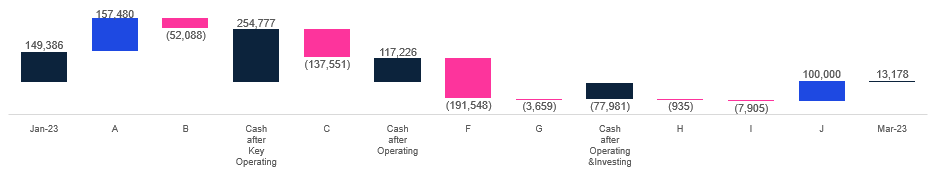 157,480
149,386
(52,088)
254,777
(137,551)
117,226
(191,548)
(3,659)
(77,981)
(935)
(7,905)
100,000
13,178
Jan-23
A
B
Cash
after
Key
Operating
C
Cash
after
Operating
F
G
Cash
after
Operating
&Investing
H
I
J
Mar-23